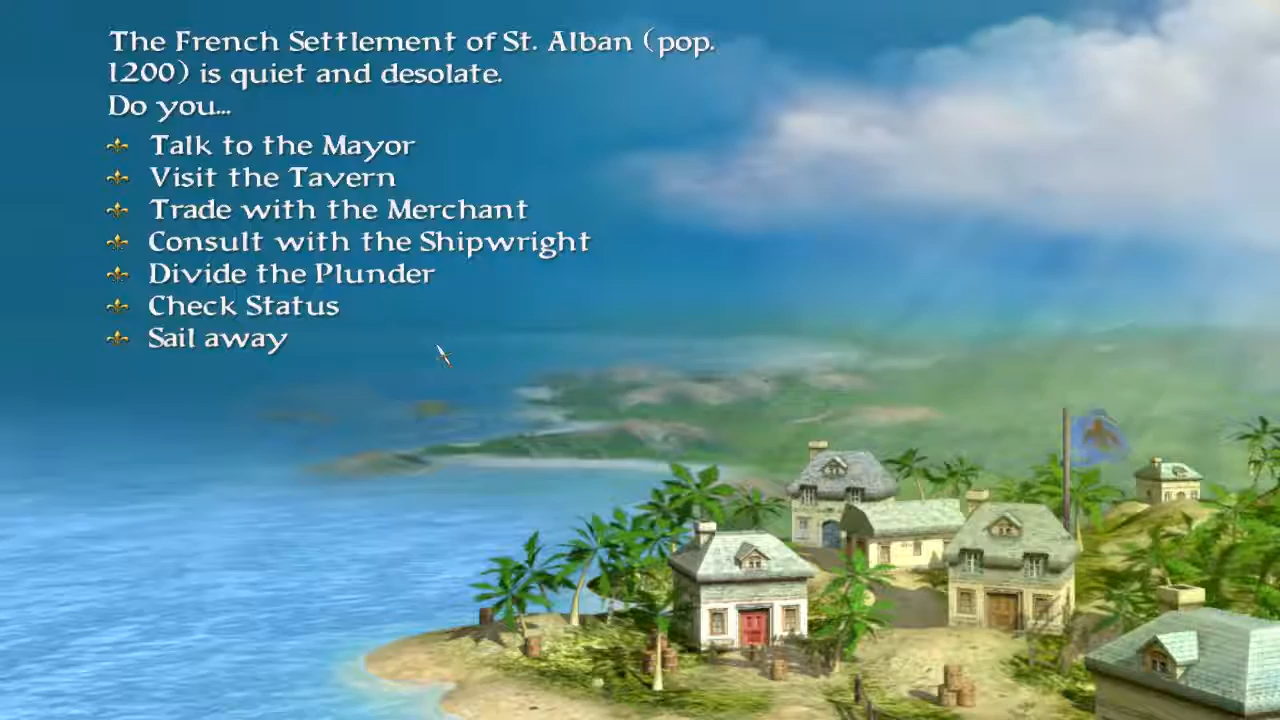 The French Settlement of St. Alban (pop.
1200) is quiet and desolate.
Do you...
Talk to the Mayor
Visit the Tavern
Trade with the Merchant
Consult with the Shipwright
Divide the Plunder
Check Status
Sail away